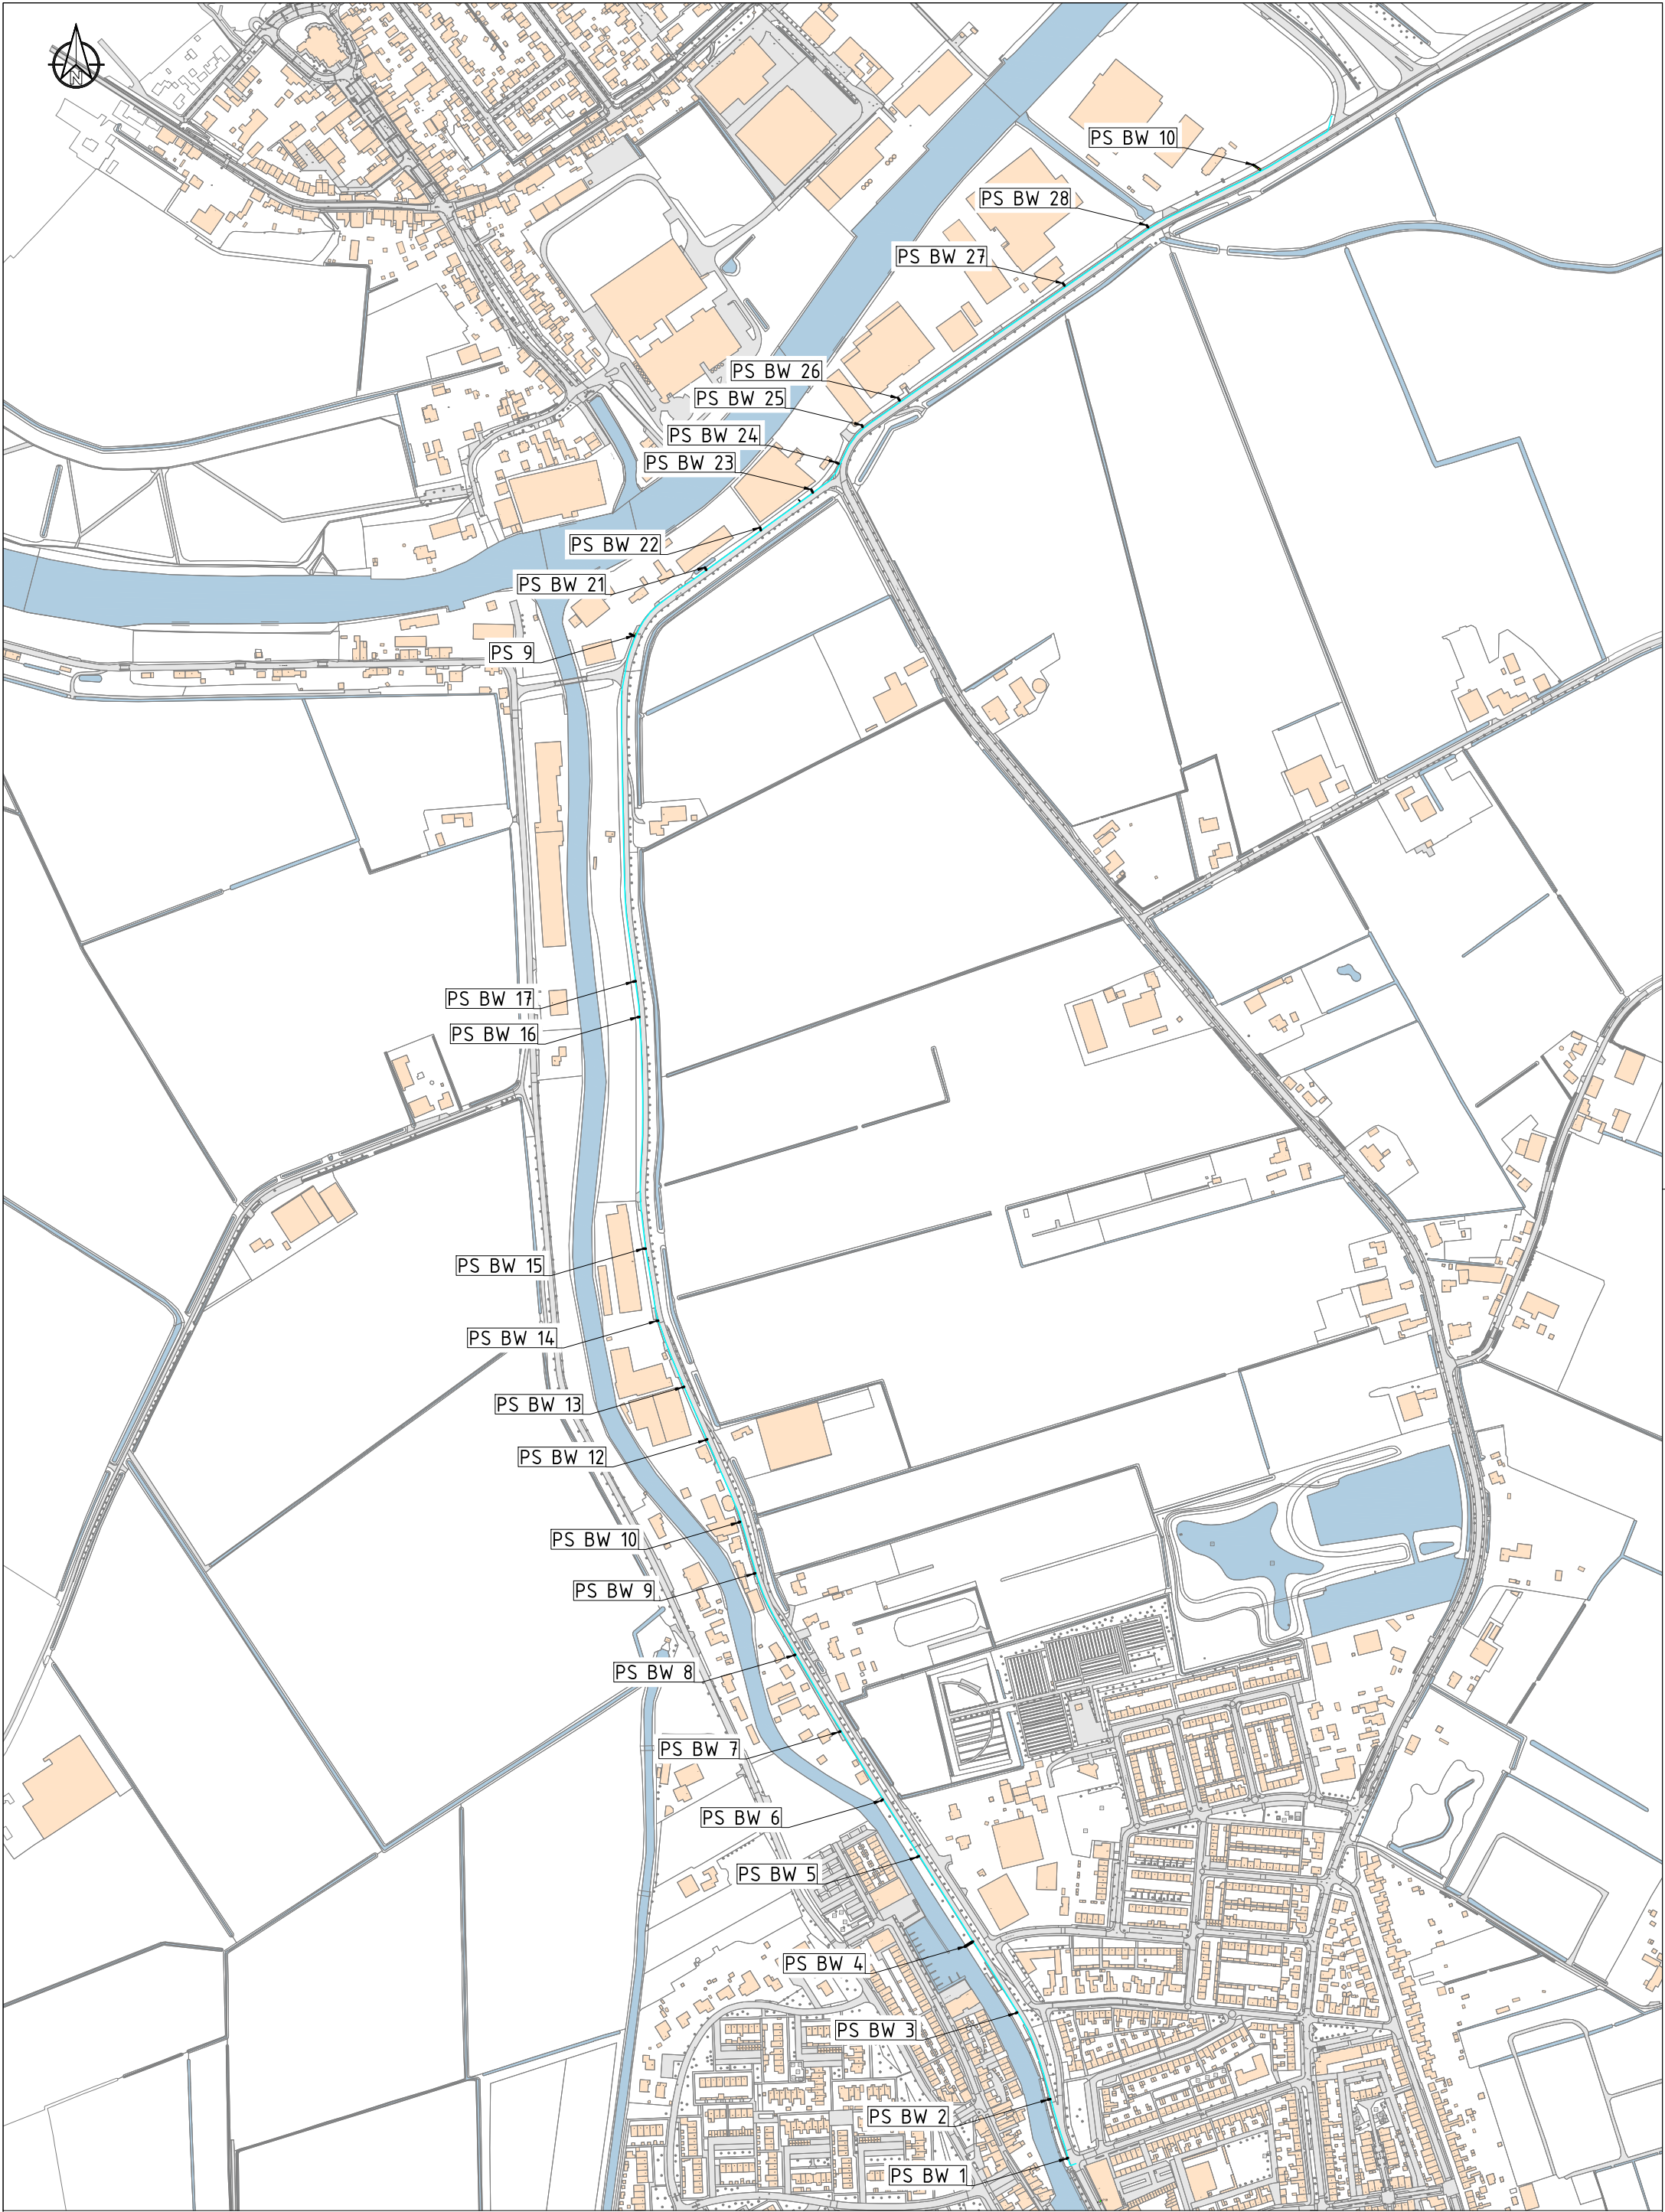 N
PS BW 10
PS BW 28
PS BW 27
PS BW 26
PS BW 25
PS BW 24
PS BW 23
PS BW 22
PS BW 21
PS 9
PS BW 17
PS BW 16
PS BW 15
PS BW 14
PS BW 13
PS BW 12
PS BW 10
PS BW 9
PS BW 8
PS BW 7
PS BW 6
PS BW 5
PS BW 4
PS BW 3
PS BW 2
PS BW 1